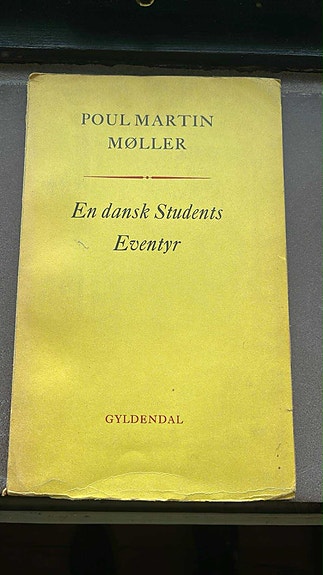 POUL MARTIN
MØLLER
En dansk Students
Eventyr
GYLDENDAL